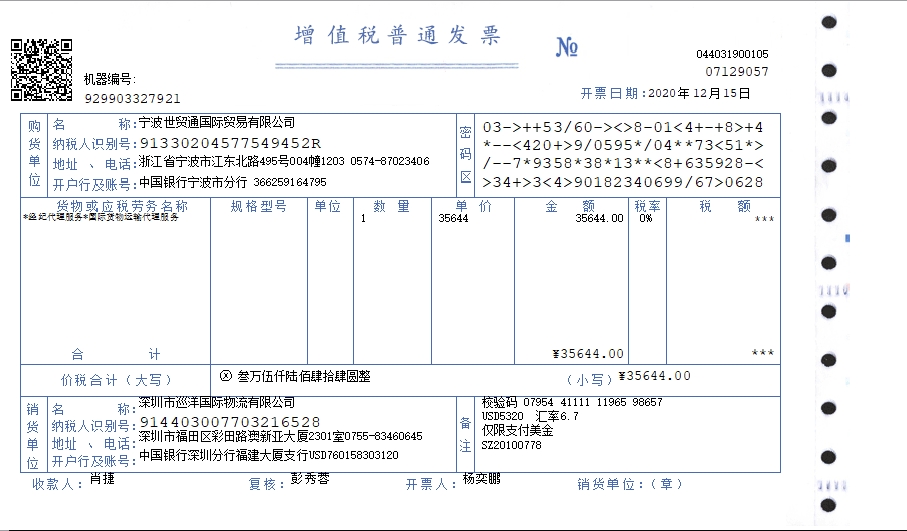 增值税普通发票
№
044031900105
07129057
机器编号:
929903327921
开票日期:2020年12月15日
购货单位
名 称:宁波世贸通国际贸易有限公司
纳税人识别号:91330204577549452R
地址 、电话:浙江省宁波市江东北路495号004幢1203 0574-87023406
开户行及账号:中国银行宁波市分行 366259164795
密码区
03->++53/60-><>8-01<4+-+8>+4
*--<420+>9/0595*/04**73<51*>
/--7*9358*38*13**<8+635928-<
>34+>3<4>90182340699/67>0628
货物或应税劳务名称 规格型号 单位 数 量 单 价 金 额 税率 税 额
*经纪代理服务*国际货物运输代理服务 1 35644 35644.00 0% ***
合 计 ¥35644.00 ***
价税合计（大写） ⓧ 叁万伍仟陆佰肆拾肆圆整 （小写）¥35644.00
销货单位
名 称:深圳市巡洋国际物流有限公司
纳税人识别号:914403007703216528
地址 、电话:深圳市福田区彩田路澳新亚大厦2301室0755-83460645
开户行及账号:中国银行深圳分行福建大厦支行USD760158303120
备注
校验码 07954 41111 11965 98657
USD5320 汇率6.7
仅限支付美金
SZ20100778
收款人:肖捷 复核:彭秀蓉 开票人:杨奕鹏 销货单位:（章）